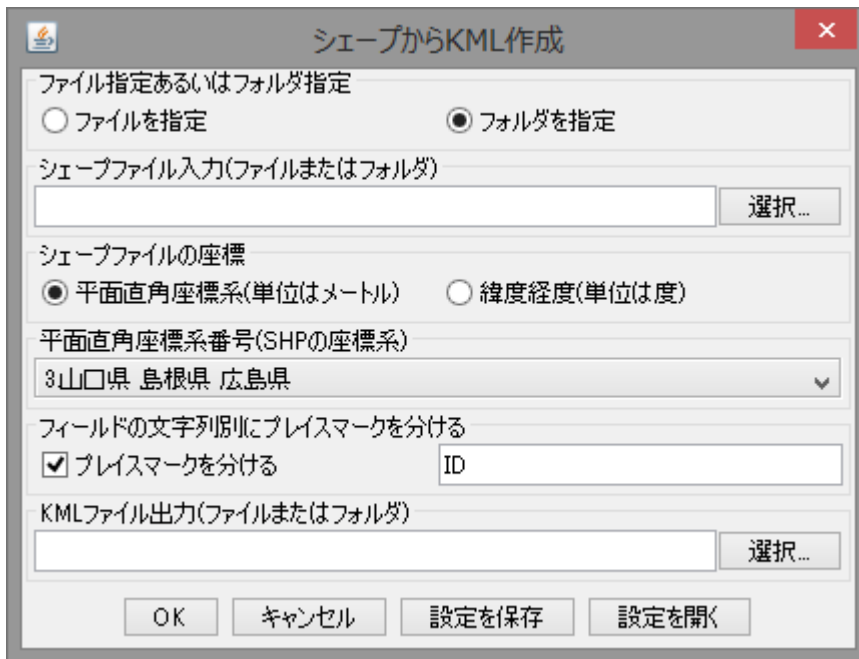 シェープからKML作成
ファイル指定あるいはフォルダ指定
ファイルを指定 フォルダを指定
シェープファイル入力(ファイルまたはフォルダ)
選択...
シェープファイルの座標
平面直角座標系(単位はメートル) 緯度経度(単位は度)
平面直角座標系番号(SHPの座標系)
3山口県 島根県 広島県
フィールドの文字列別にプレイスマークを分ける
プレイスマークを分ける ID
KMLファイル出力(ファイルまたはフォルダ)
選択...
OK キャンセル 設定を保存 設定を開く